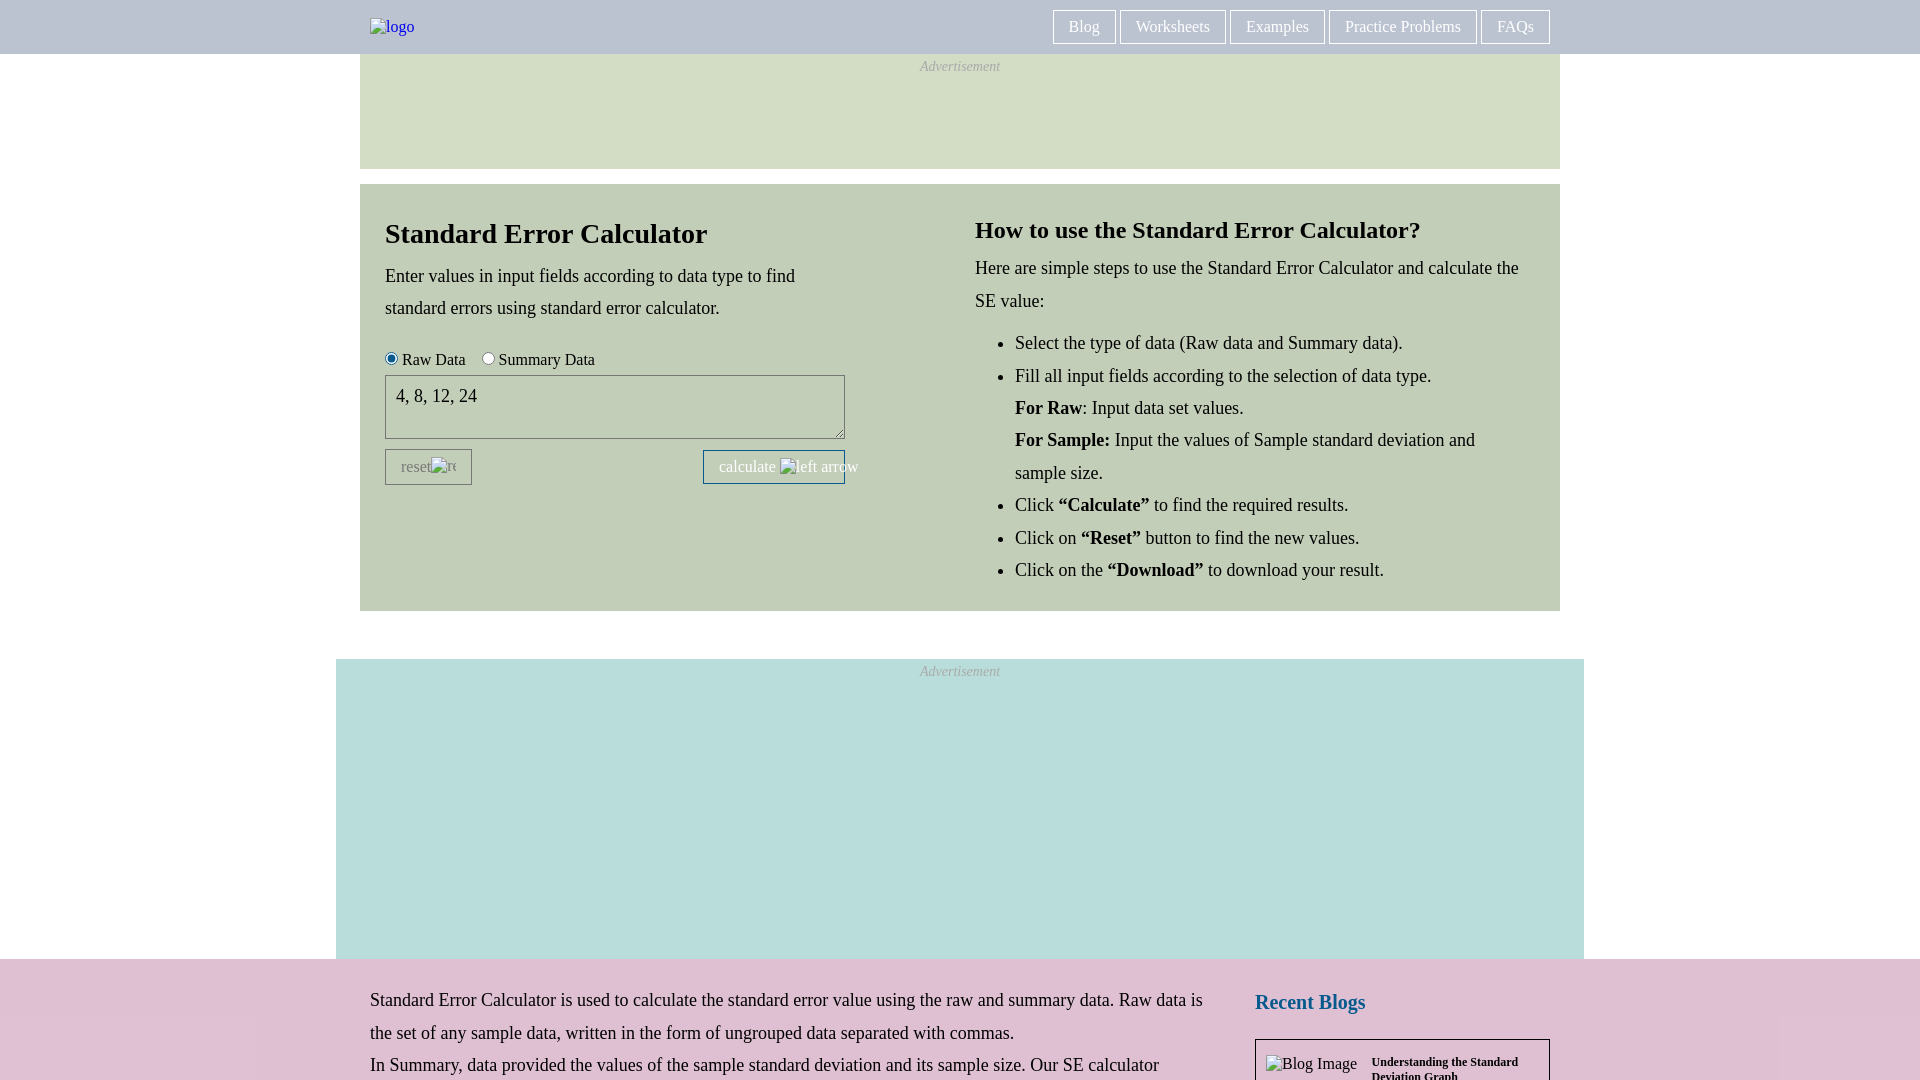 logo
Blog
Worksheets
Examples
Practice Problems
FAQs
Advertisement
Standard Error Calculator
Enter values in input fields according to data type to find
standard errors using standard error calculator.
Raw Data
Summary Data
4, 8, 12, 24
reset
calculate left arrow
How to use the Standard Error Calculator?
Here are simple steps to use the Standard Error Calculator and calculate the
SE value:
Select the type of data (Raw data and Summary data).
Fill all input fields according to the selection of data type.
For Raw: Input data set values.
For Sample: Input the values of Sample standard deviation and
sample size.
Click “Calculate” to find the required results.
Click on “Reset” button to find the new values.
Click on the “Download” to download your result.
Advertisement
Standard Error Calculator is used to calculate the standard error value using the raw and summary data. Raw data is
the set of any sample data, written in the form of ungrouped data separated with commas.
In Summary, data provided the values of the sample standard deviation and its sample size. Our SE calculator
Recent Blogs
Blog Image
Understanding the Standard
Deviation Graph